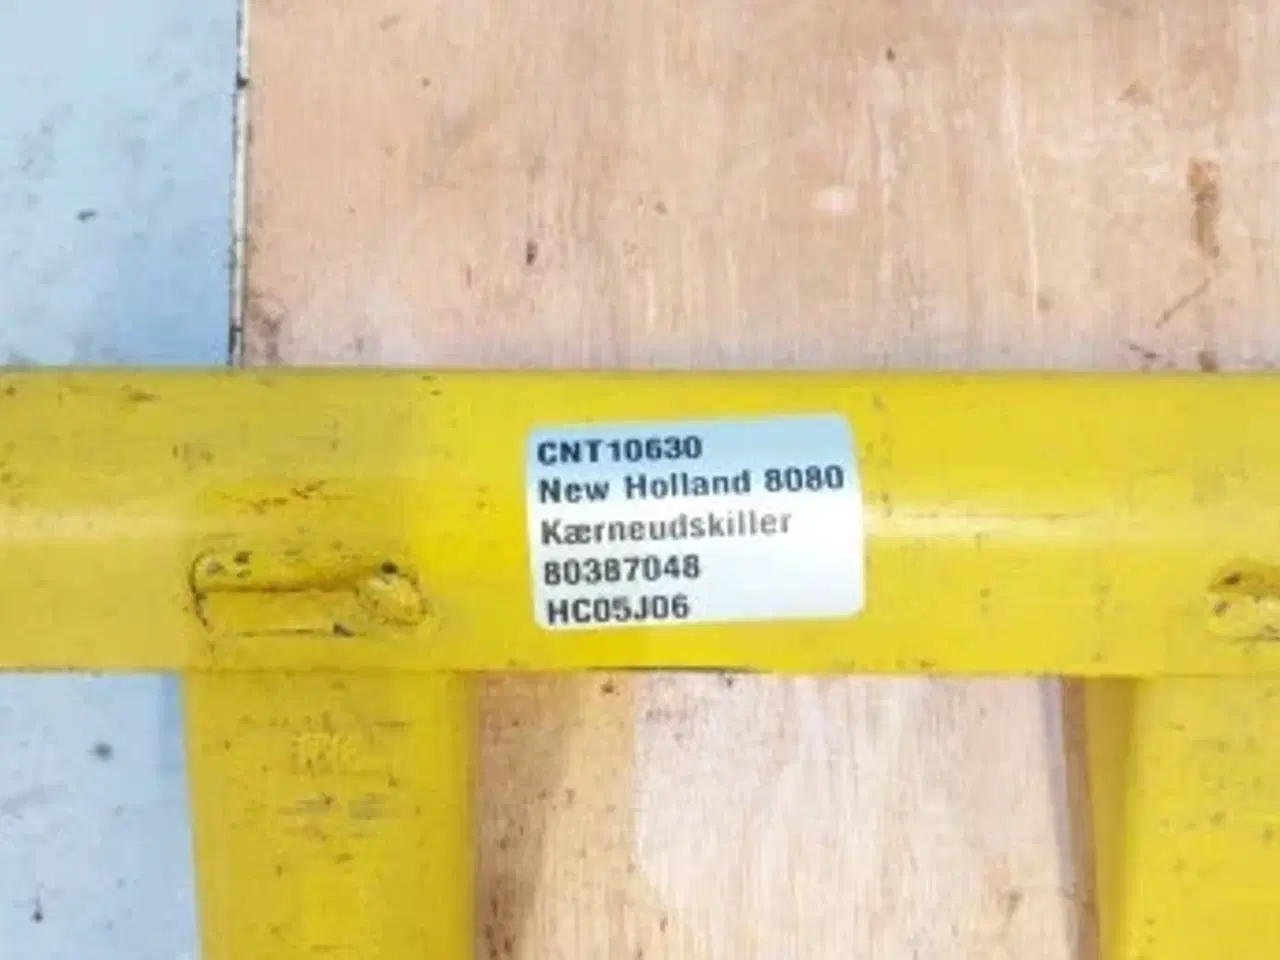 CNT10630
New Holland 8080
Kærneudskiller
80387048
HC05J06